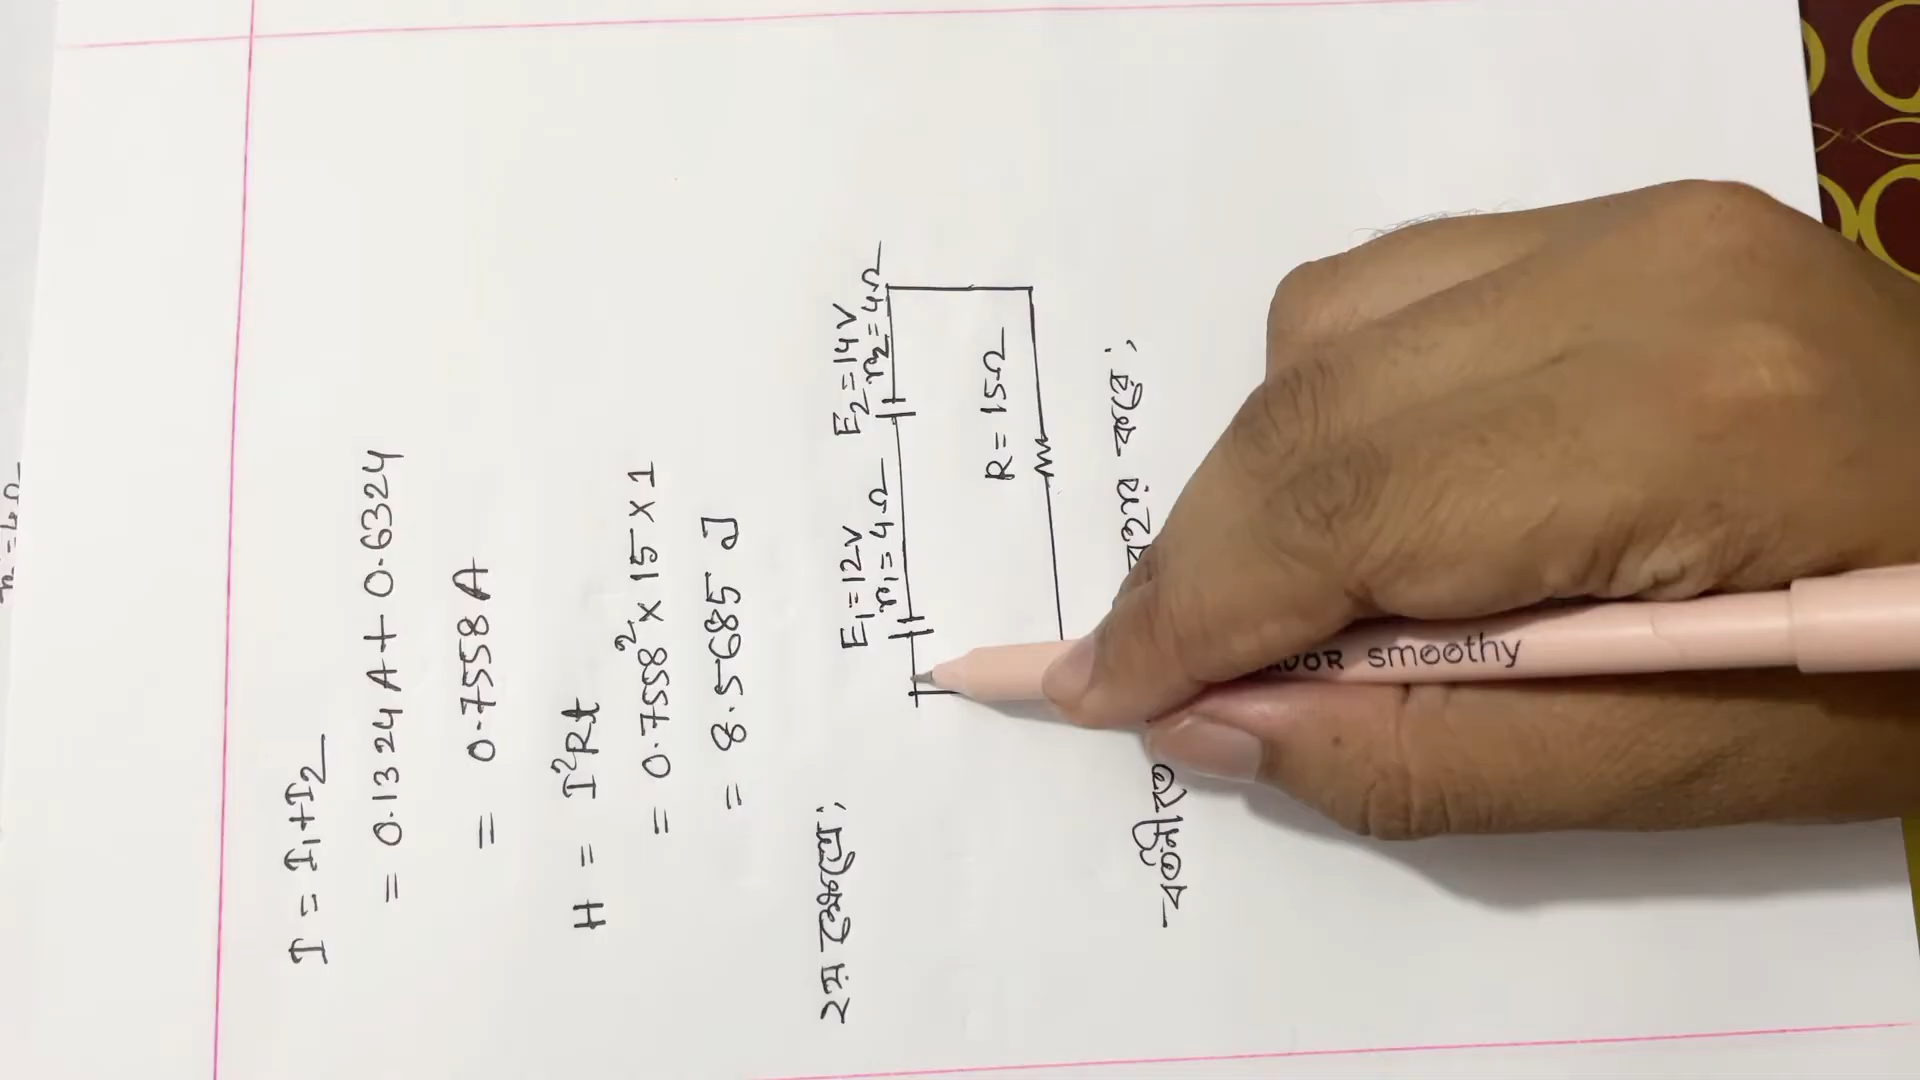 I = I₁+I₂
= 0.1324A + 0.6324
= 0.7558 A
H = I²Rt
= 0.7558² × 15 × 1
= 8.5685 J
২য় ক্ষেত্রে:
E₁=12V
r₁=4Ω
E₂=14V
r₂=4Ω
R = 15Ω
smoothy